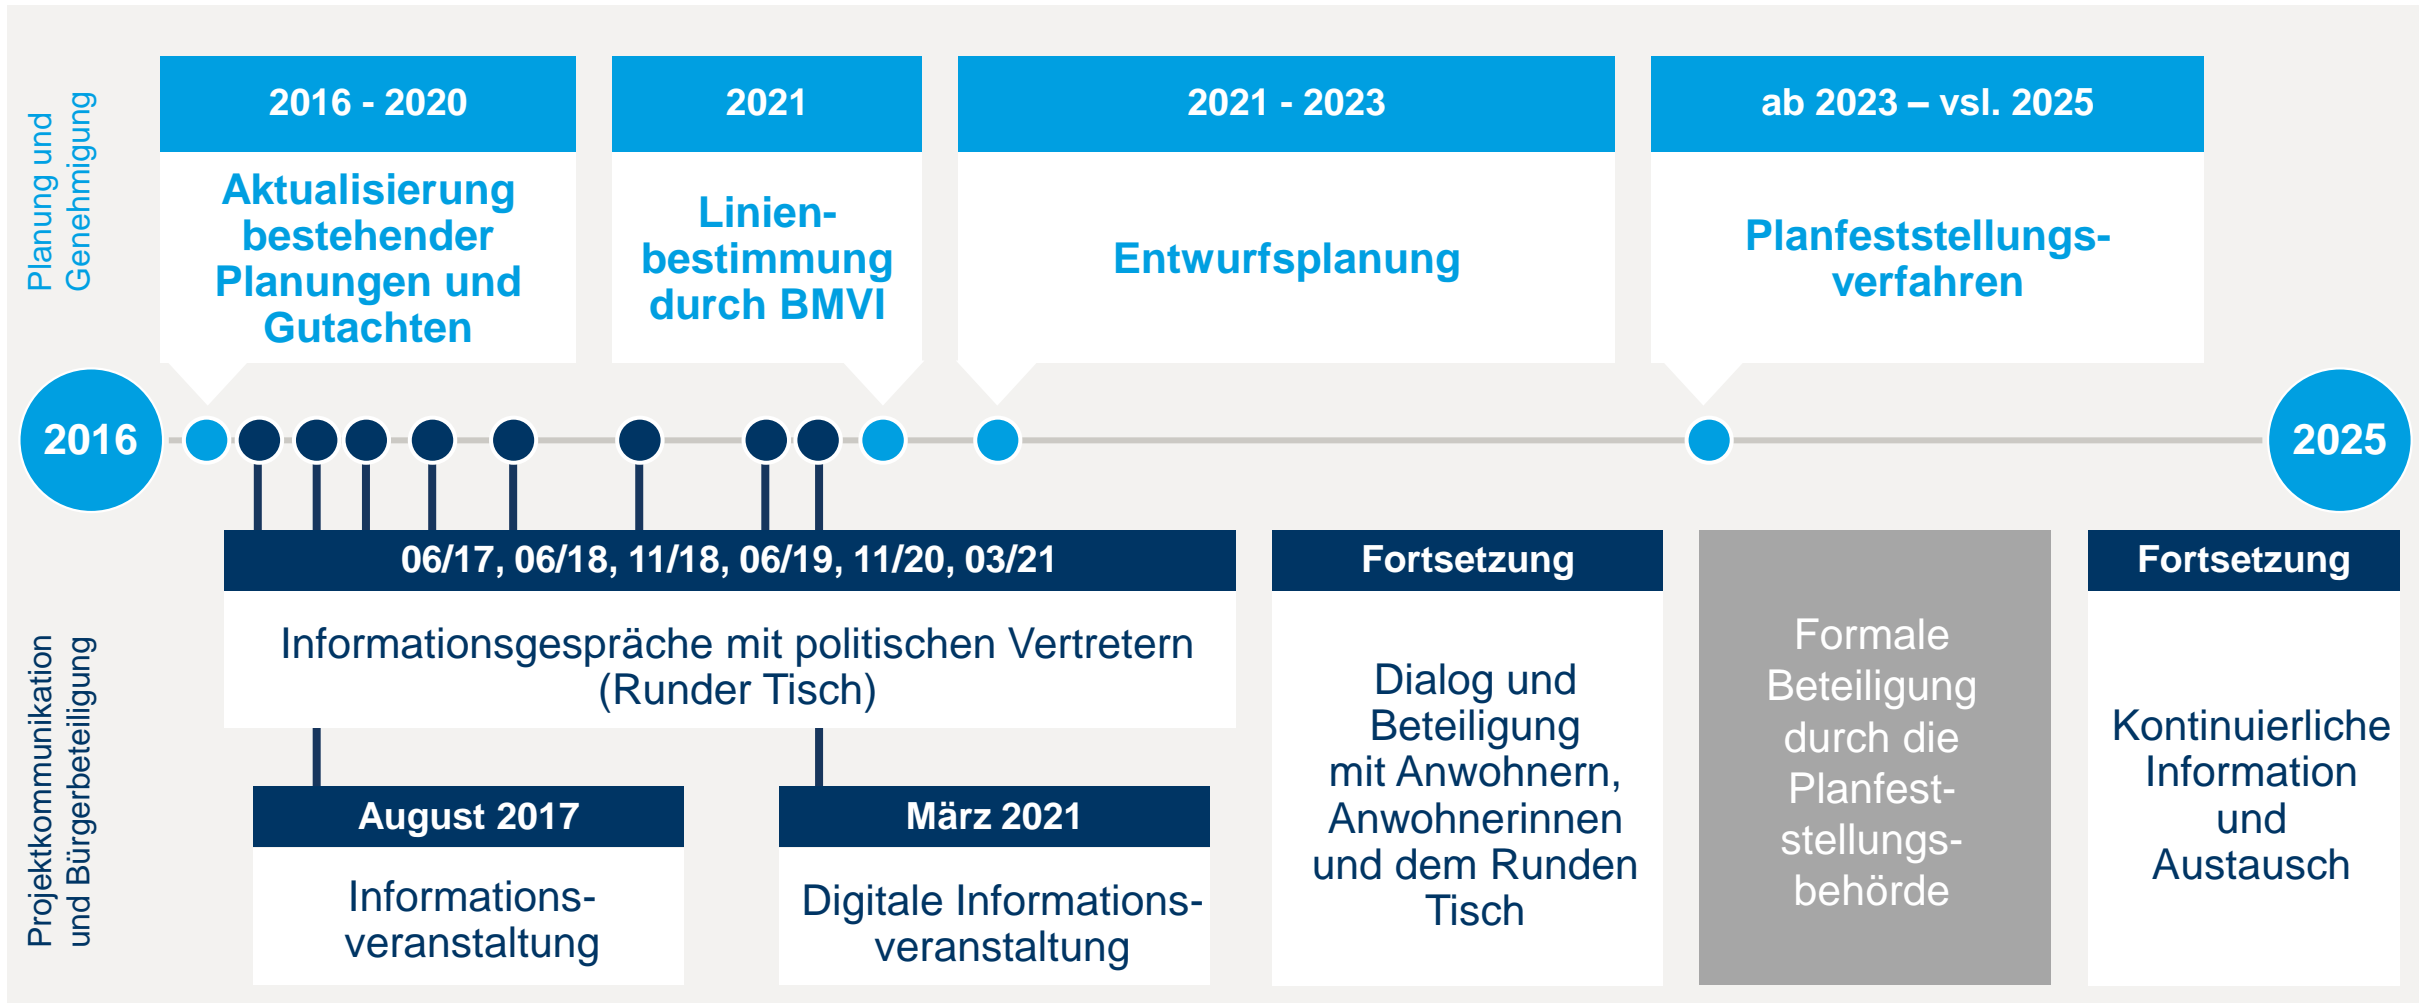 Planung und
Genehmigung
2016 - 2020
Aktualisierung
bestehender
Planungen und
Gutachten
2021
Linien-
bestimmung
durch BMVI
2021 - 2023
Entwurfsplanung
ab 2023 – vsl. 2025
Planfeststellungs-
verfahren
2016
2025
Projektkommunikation
und Bürgerbeteiligung
06/17, 06/18, 11/18, 06/19, 11/20, 03/21
Informationsgespräche mit politischen Vertretern
(Runder Tisch)
August 2017
Informations-
veranstaltung
März 2021
Digitale Informations-
veranstaltung
Fortsetzung
Dialog und
Beteiligung
mit Anwohnern,
Anwohnerinnen
und dem Runden
Tisch
Formale
Beteiligung
durch die
Planfest-
stellungs-
behörde
Fortsetzung
Kontinuierliche
Information
und
Austausch